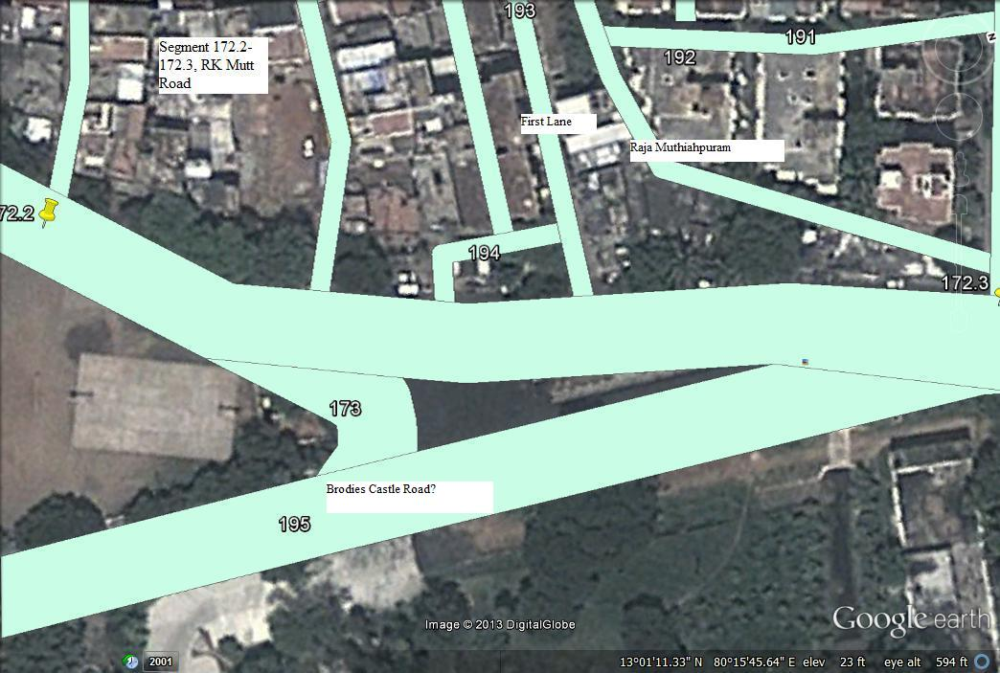 193
Segment 172.2-
172.3, RK Mutt
Road
191
192
First Lane
Raja Muthiahpuram
72.2
194
172.3
173
Brodies Castle Road?
195
Image © 2013 DigitalGlobe
Google earth
2001
13°01'11.33" N 80°15'45.64" E elev 23 ft eye alt 594 ft